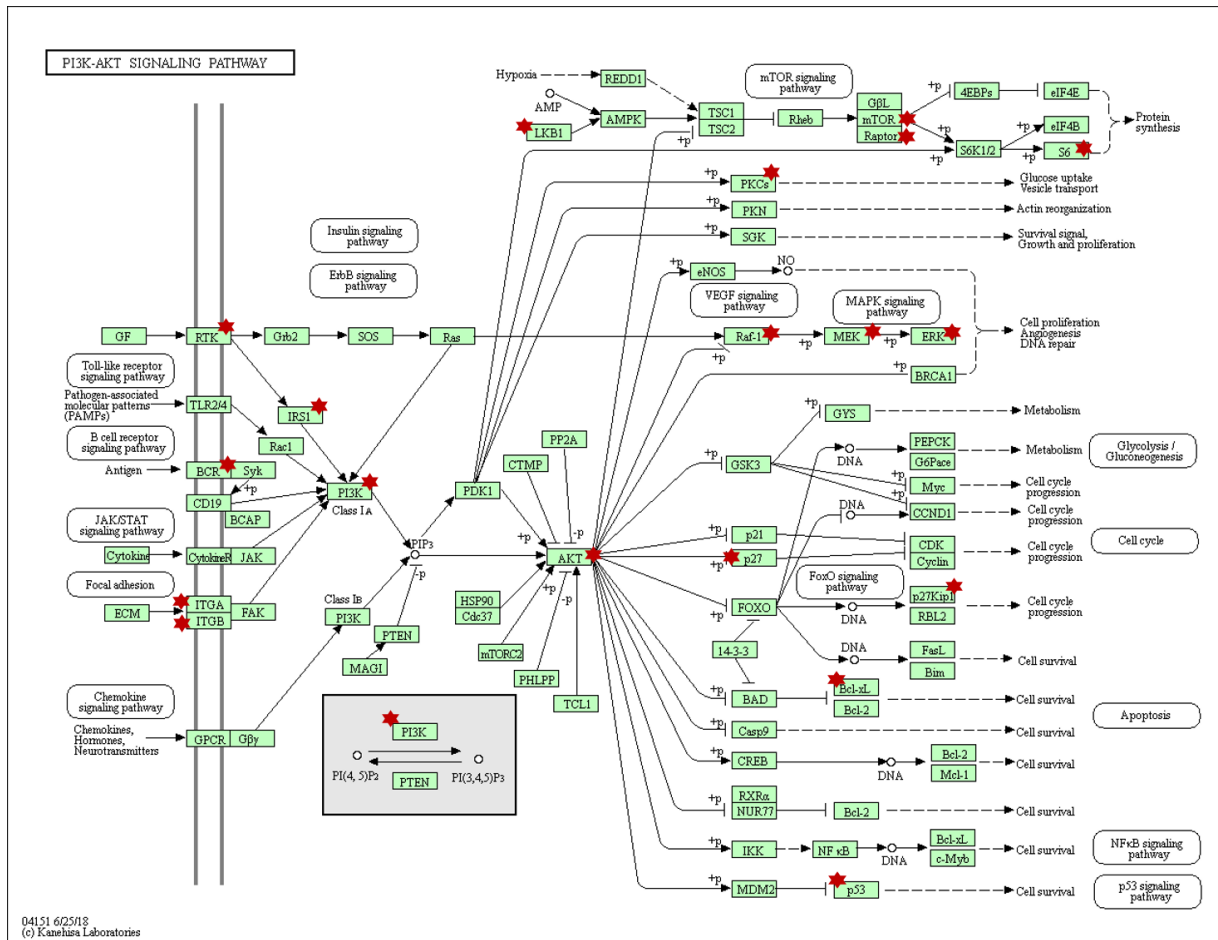 PI3K-AKT SIGNALING PATHWAY
Hypoxia
REDD1
mTOR signaling
pathway
+p
4EBPs
eIF4E
AMP
LKB1
AMPK
TSC1
TSC2
+p
Rheb
GβL
mTOR
Raptor
+p
+p
S6K1/2
+p
+p
eIF4B
S6
Protein
synthesis
+p
PKCs
Glucose uptake
Vesicle transport
+p
PKN
Actin reorganization
+p
SGK
Survival signal,
Growth and proliferation
Insulin signaling
pathway
ErbB signaling
pathway
+p
eNOS
NO
VEGF signaling
pathway
MAPK signaling
pathway
GF
RTK
Grb2
SOS
Ras
Raf-1
+p
+p
MEK
+p
ERK
Cell proliferation
Angiogenesis
DNA repair
+p
BRCA1
Toll-like receptor
signaling pathway
Pathogen-associated
molecular patterns
(PAMPs)
TLR2/4
IRS1
Rac1
B cell receptor
signaling pathway
Antigen
BCR
Syk
+p
CD19
BCAP
PI3K
Class IA
JAK/STAT
signaling pathway
Cytokine
CytokineR
JAK
Focal adhesion
ECM
ITGA
ITGB
FAK
PIP3
-p
Class IB
PI3K
PTEN
MAGI
PDK1
CTMP
PP2A
+p
-p
AKT
+p
-p
HSP90
Cdc37
mTORC2
PHLPP
TCL1
+p
GYS
Metabolism
+p
GSK3
DNA
PEPCK
G6Pace
Metabolism
Glycolysis /
Gluconeogenesis
+p
Myc
Cell cycle
progression
+p
DNA
CCND1
Cell cycle
progression
+p
p21
+p
p27
CDK
Cyclin
Cell cycle
progression
Cell cycle
FoxO signaling
pathway
+p
FOXO
DNA
p27Kip1
RBL2
Cell cycle
progression
14-3-3
DNA
FasL
Bim
Cell survival
+p
BAD
Bcl-xL
Bcl-2
Cell survival
Apoptosis
+p
Casp9
Cell survival
+p
CREB
DNA
Bcl-2
Mcl-1
Cell survival
+p
RXRα
NUR77
Bcl-2
Cell survival
+p
IKK
NFκB
DNA
Bcl-xL
c-Myb
Cell survival
NFκB signaling
pathway
+p
MDM2
p53
Cell survival
p53 signaling
pathway
Chemokine
signaling pathway
Chemokines,
Hormones,
Neurotransmitters
GPCR
Gβγ
PI3K
PI(4, 5)P2
PI(3,4,5)P3
PTEN
04151 6/25/18
(c) Kanehisa Laboratories